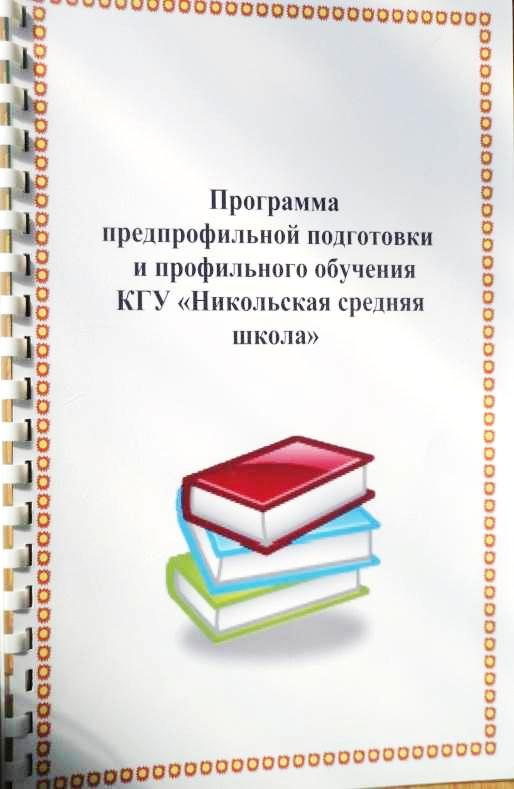 Программа
предпрофильной подготовки
и профильного обучения
КГУ «Никольская средняя
школа»